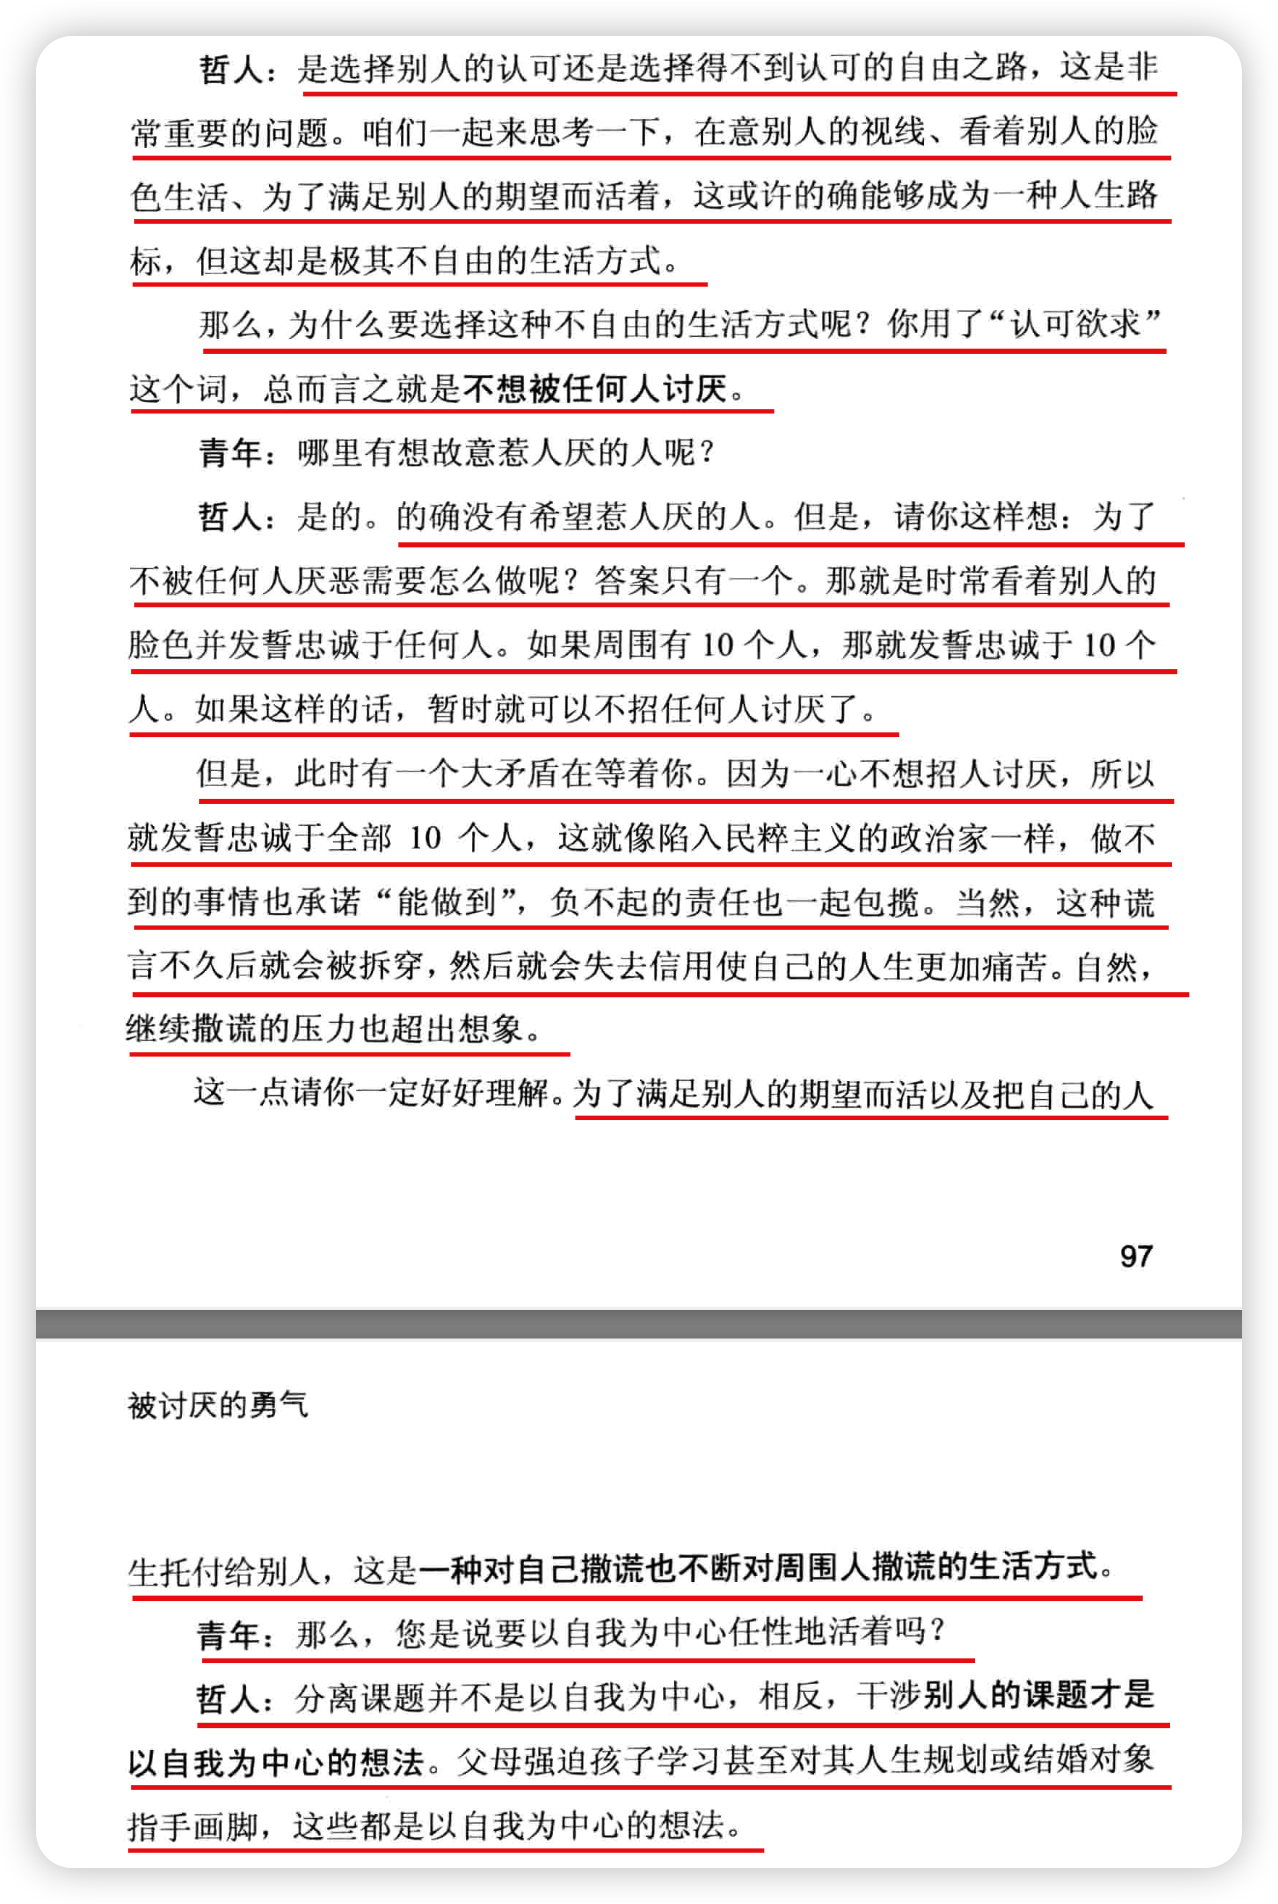 哲人：是选择别人的认可还是选择得不到认可的自由之路，这是非
常重要的问题。咱们一起来思考一下，在意别人的视线、看着别人的脸
色生活、为了满足别人的期望而活着，这或许的确能够成为一种人生路
标，但这却是极其不自由的生活方式。
那么，为什么要选择这种不自由的生活方式呢？你用了“认可欲求”
这个词，总而言之就是不想被任何人讨厌。
青年：哪里有想故意惹人厌的人呢？
哲人：是的。的确没有希望惹人厌的人。但是，请你这样想：为了
不被任何人厌恶需要怎么做呢？答案只有一个。那就是时常看着别人的
脸色并发誓忠诚于任何人。如果周围有 10 个人，那就发誓忠诚于 10 个
人。如果这样的话，暂时就可以不招任何人讨厌了。
但是，此时有一个大矛盾在等着你。因为一心不想招人讨厌，所以
就发誓忠诚于全部 10 个人，这就像陷入民粹主义的政治家一样，做不
到的事情也承诺“能做到”，负不起的责任也一起包揽。当然，这种谎
言不久后就会被拆穿，然后就会失去信用使自己的人生更加痛苦。自然，
继续撒谎的压力也超出想象。
这一点请你一定好好理解。为了满足别人的期望而活以及把自己的人
97
被讨厌的勇气
生托付给别人，这是一种对自己撒谎也不断对周围人撒谎的生活方式。
青年：那么，您是说要以自我为中心任性地活着吗？
哲人：分离课题并不是以自我为中心，相反，干涉别人的课题才是
以自我为中心的想法。父母强迫孩子学习甚至对其人生规划或结婚对象
指手画脚，这些都是以自我为中心的想法。